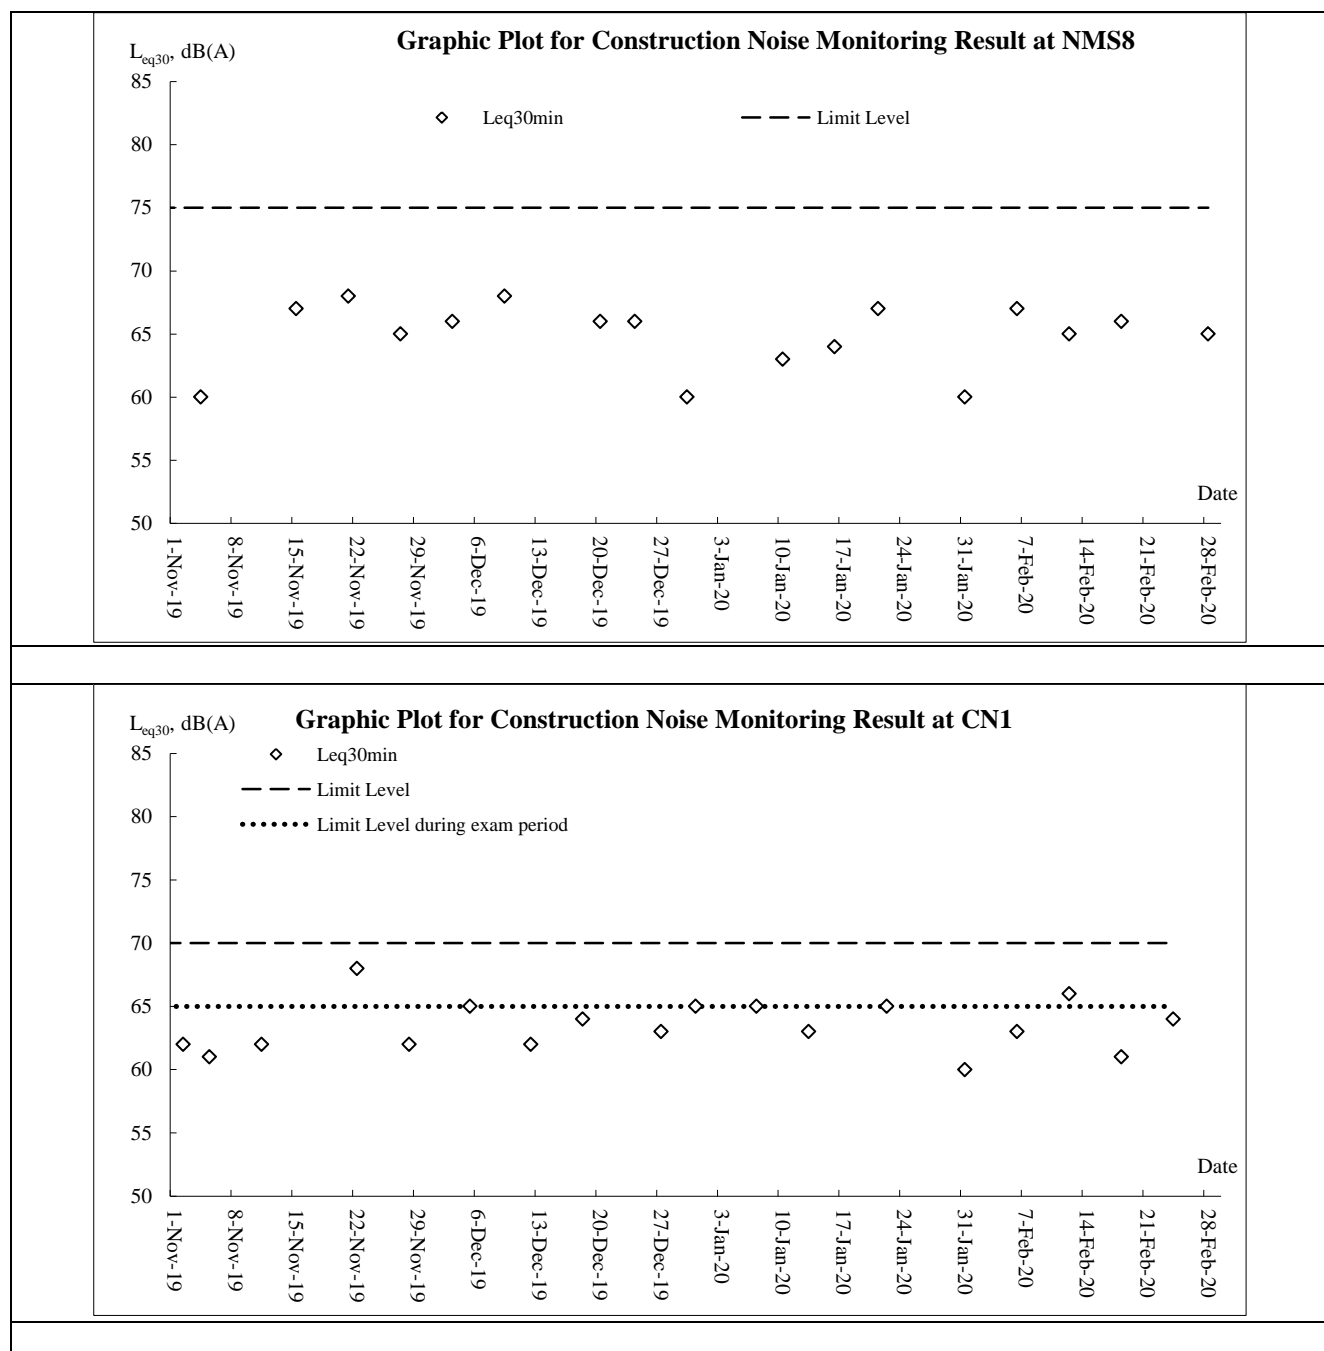 Graphic Plot for Construction Noise Monitoring Result at NMS8
Leq30, dB(A)
85
Leq30min
Limit Level
80
75
70
65
60
55
Date
50
1-Nov-19
8-Nov-19
15-Nov-19
22-Nov-19
29-Nov-19
6-Dec-19
13-Dec-19
20-Dec-19
27-Dec-19
3-Jan-20
10-Jan-20
17-Jan-20
24-Jan-20
31-Jan-20
7-Feb-20
14-Feb-20
21-Feb-20
28-Feb-20
Graphic Plot for Construction Noise Monitoring Result at CN1
Leq30, dB(A)
85
Leq30min
Limit Level
Limit Level during exam period
80
75
70
65
60
55
Date
50
1-Nov-19
8-Nov-19
15-Nov-19
22-Nov-19
29-Nov-19
6-Dec-19
13-Dec-19
20-Dec-19
27-Dec-19
3-Jan-20
10-Jan-20
17-Jan-20
24-Jan-20
31-Jan-20
7-Feb-20
14-Feb-20
21-Feb-20
28-Feb-20